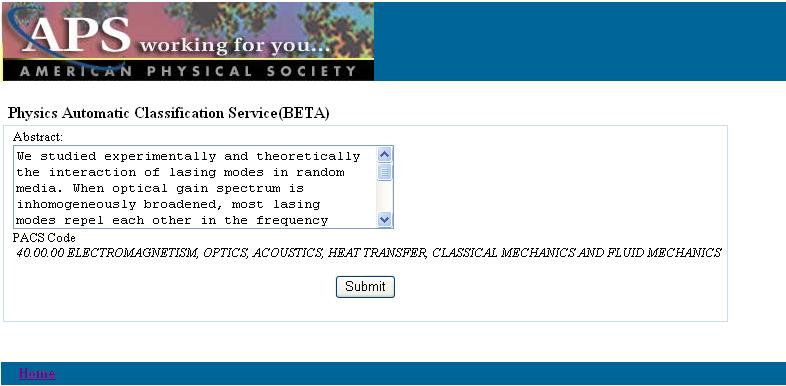 APS working for you...
AMERICAN PHYSICAL SOCIETY
Physics Automatic Classification Service(BETA)
Abstract:
We studied experimentally and theoretically
the interaction of lasing modes in random
media. When optical gain spectrum is
inhomogeneously broadened, most lasing
modes repel each other in the frequency
PACS Code
40.00.00 ELECTROMAGNETISM, OPTICS, ACOUSTICS, HEAT TRANSFER, CLASSICAL MECHANICS AND FLUID MECHANICS
Submit
Home